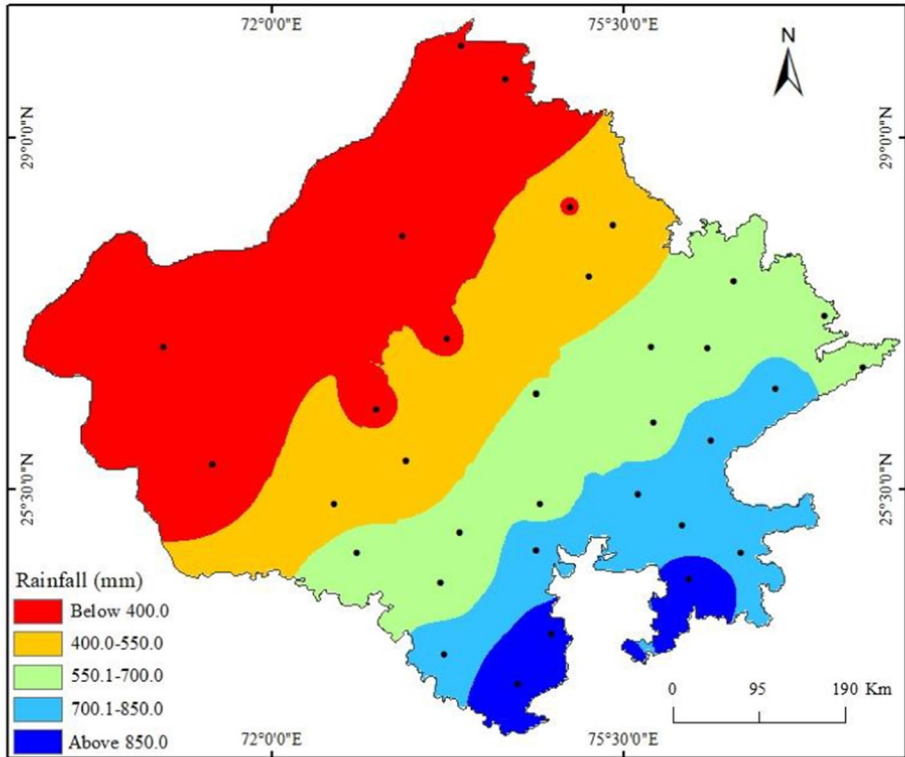 72°0'0"E 75°30'0"E
N
29°0'0"N 29°0'0"N
25°30'0"N 25°30'0"N
Rainfall (mm)
Below 400.0
400.0-550.0
550.1-700.0
700.1-850.0
Above 850.0
0 95 190 Km
72°0'0"E 75°30'0"E